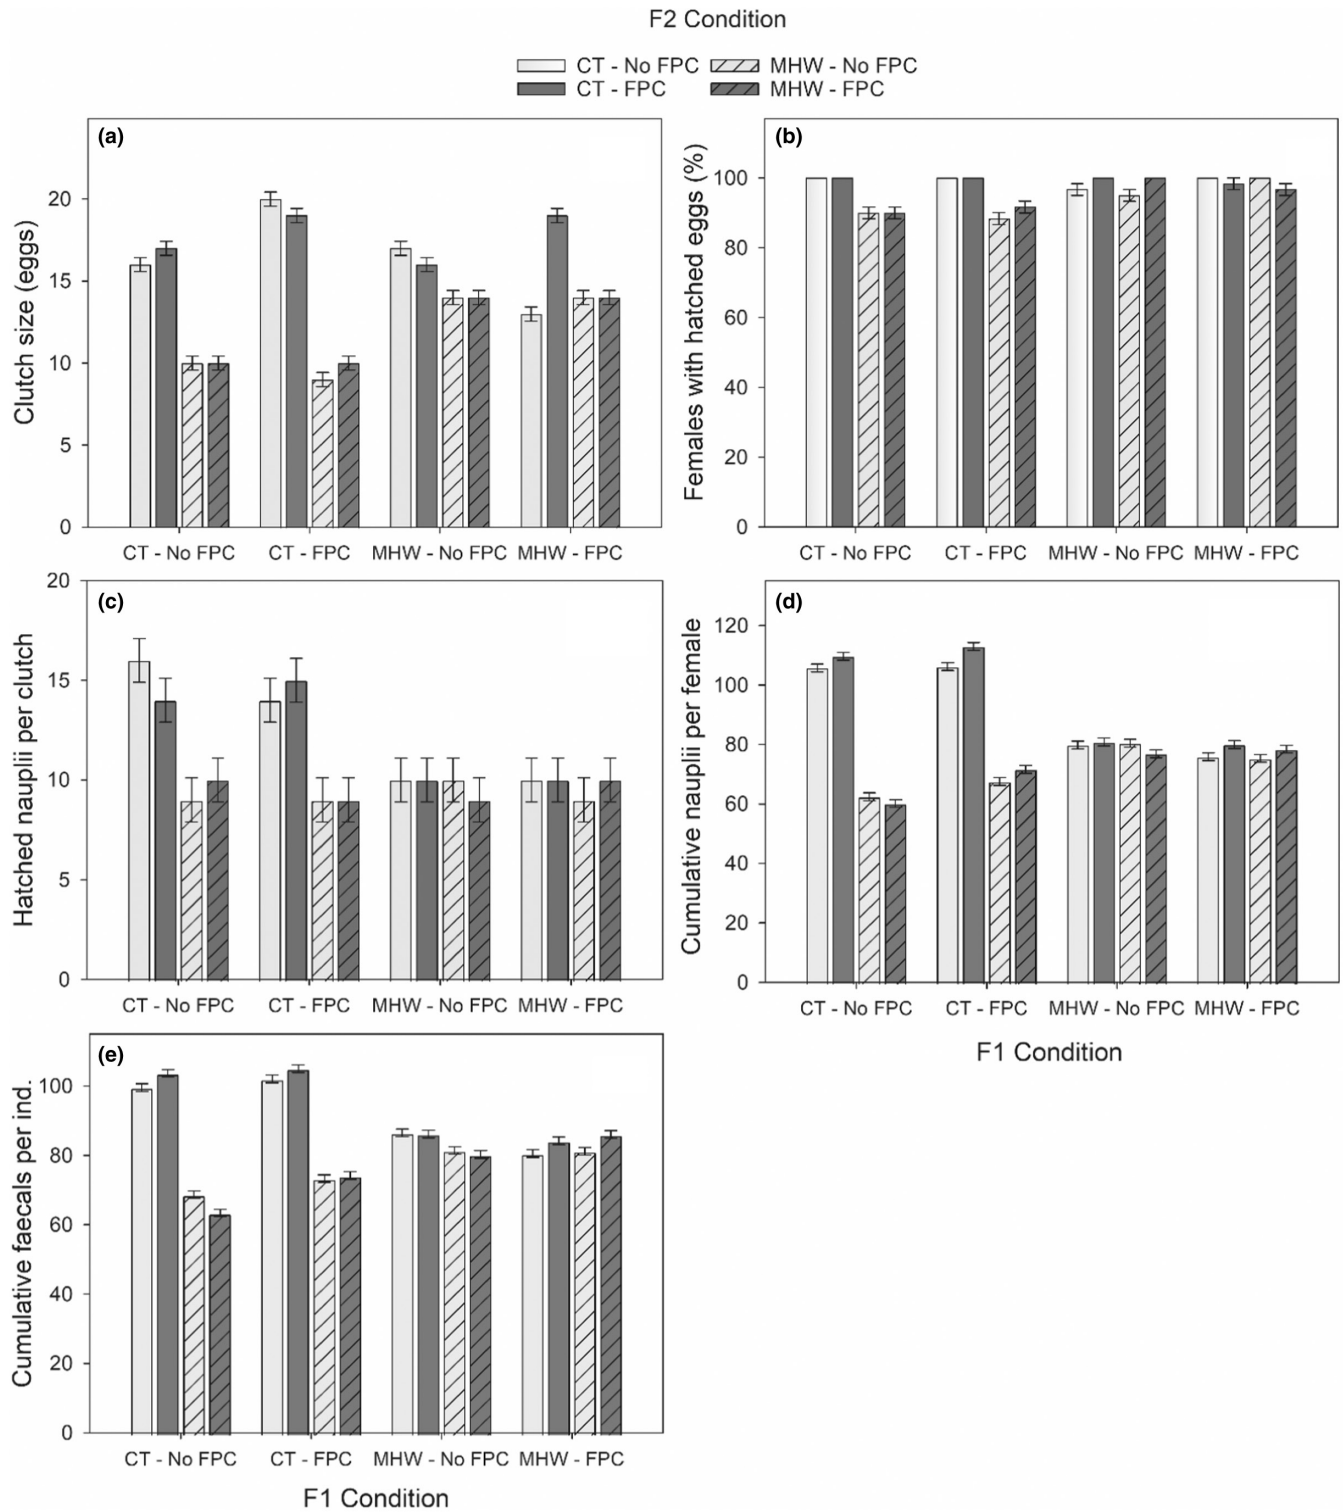 F2 Condition
CT - No FPC MHW - No FPC
CT - FPC MHW - FPC
(a)
Clutch size (eggs)
20
15
10
5
0
CT - No FPC CT - FPC MHW - No FPC MHW - FPC
(b)
Females with hatched eggs (%)
100
80
60
40
20
0
CT - No FPC CT - FPC MHW - No FPC MHW - FPC
(c)
Hatched nauplii per clutch
20
15
10
5
0
CT - No FPC CT - FPC MHW - No FPC MHW - FPC
(d)
Cumulative nauplii per female
120
100
80
60
40
20
0
CT - No FPC CT - FPC MHW - No FPC MHW - FPC
F1 Condition
(e)
Cumulative faecals per ind.
100
80
60
40
20
0
CT - No FPC CT - FPC MHW - No FPC MHW - FPC
F1 Condition